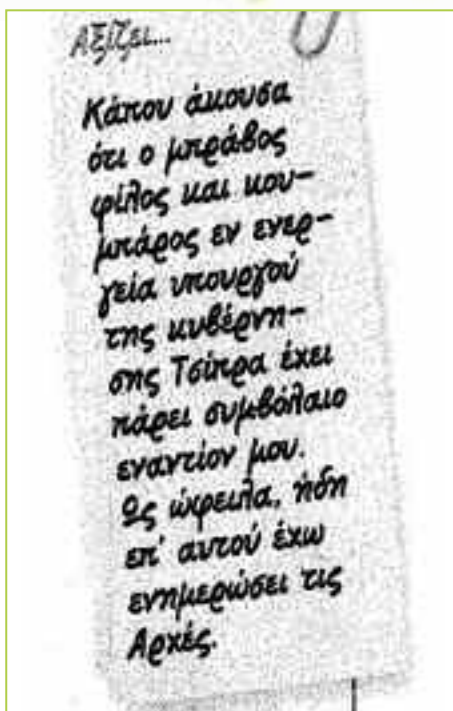 Αξίζει...
Κάπου άκουσα
ότι ο μπράβος
φίλος και κου-
μπάρος εν ενερ-
γεία υπουργού
της κυβέρνη-
σης Τσίπρα έχει
πάρει συμβόλαιο
εναντίον μου.
Ως ώφειλα, ήδη
επ' αυτού έχω
ενημερώσει τις
Αρχές.